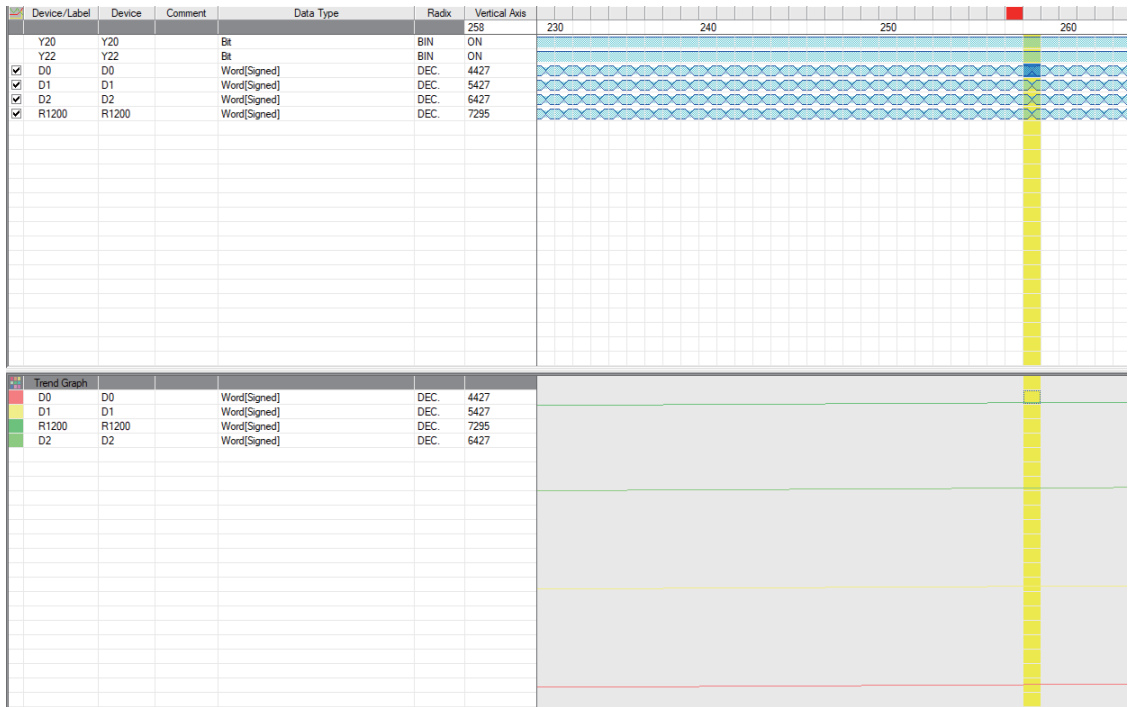 Device/Label Device Comment Data Type Radix Vertical Axis
258 230 240 250 260
Y20 Y20 Bit BIN ON
Y22 Y22 Bit BIN ON
D0 D0 Word[Signed] DEC. 4427
D1 D1 Word[Signed] DEC. 5427
D2 D2 Word[Signed] DEC. 6427
R1200 R1200 Word[Signed] DEC. 7295
Trend Graph
D0 D0 Word[Signed] DEC. 4427
D1 D1 Word[Signed] DEC. 5427
R1200 R1200 Word[Signed] DEC. 7295
D2 D2 Word[Signed] DEC. 6427